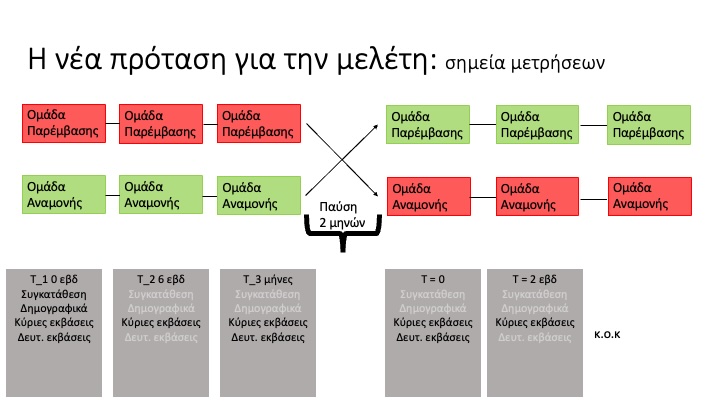 Η νέα πρόταση για την μελέτη: σημεία μετρήσεων
Ομάδα
Παρέμβασης
Ομάδα
Παρέμβασης
Ομάδα
Παρέμβασης
Ομάδα
Παρέμβασης
Ομάδα
Παρέμβασης
Ομάδα
Παρέμβασης
Ομάδα
Αναμονής
Ομάδα
Αναμονής
Ομάδα
Αναμονής
Παύση
2 μηνών
Ομάδα
Αναμονής
Ομάδα
Αναμονής
Ομάδα
Αναμονής
T_1 0 εβδ
Συγκατάθεση
Δημογραφικά
Κύριες εκβάσεις
Δευτ. εκβάσεις
T_2 6 εβδ
Συγκατάθεση
Δημογραφικά
Κύριες εκβάσεις
Δευτ. εκβάσεις
T_3 μήνες
Συγκατάθεση
Δημογραφικά
Κύριες εκβάσεις
Δευτ. εκβάσεις
T = 0
Συγκατάθεση
Δημογραφικά
Κύριες εκβάσεις
Δευτ. εκβάσεις
T = 2 εβδ
Συγκατάθεση
Δημογραφικά
Κύριες εκβάσεις
Δευτ. εκβάσεις
κ.ο.κ